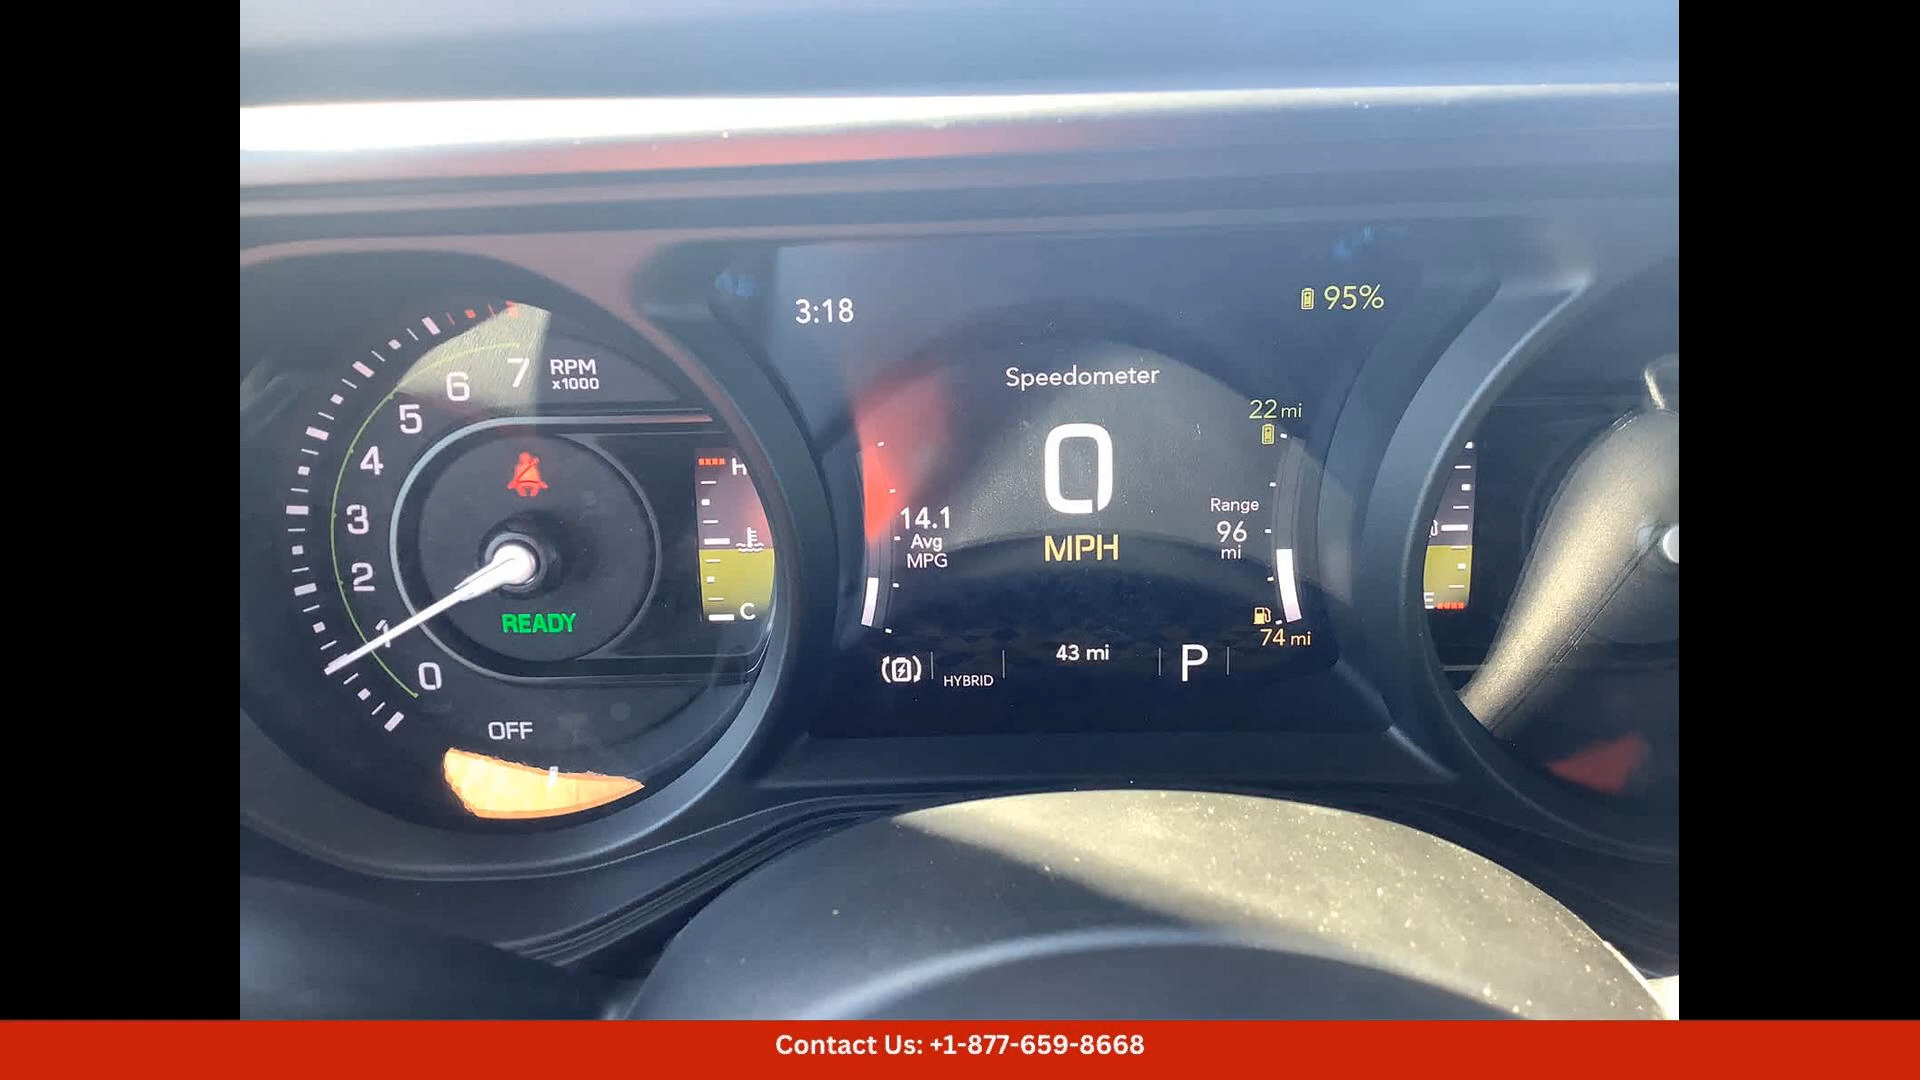 3:18
95%
7 RPM
x1000
6
5
4
3
2
1
0
READY
OFF
H
C
Speedometer
0
MPH
14.1
Avg
MPG
22 mi
Range
96
mi
74 mi
HYBRID
43 mi
P
E
Contact Us: +1-877-659-8668